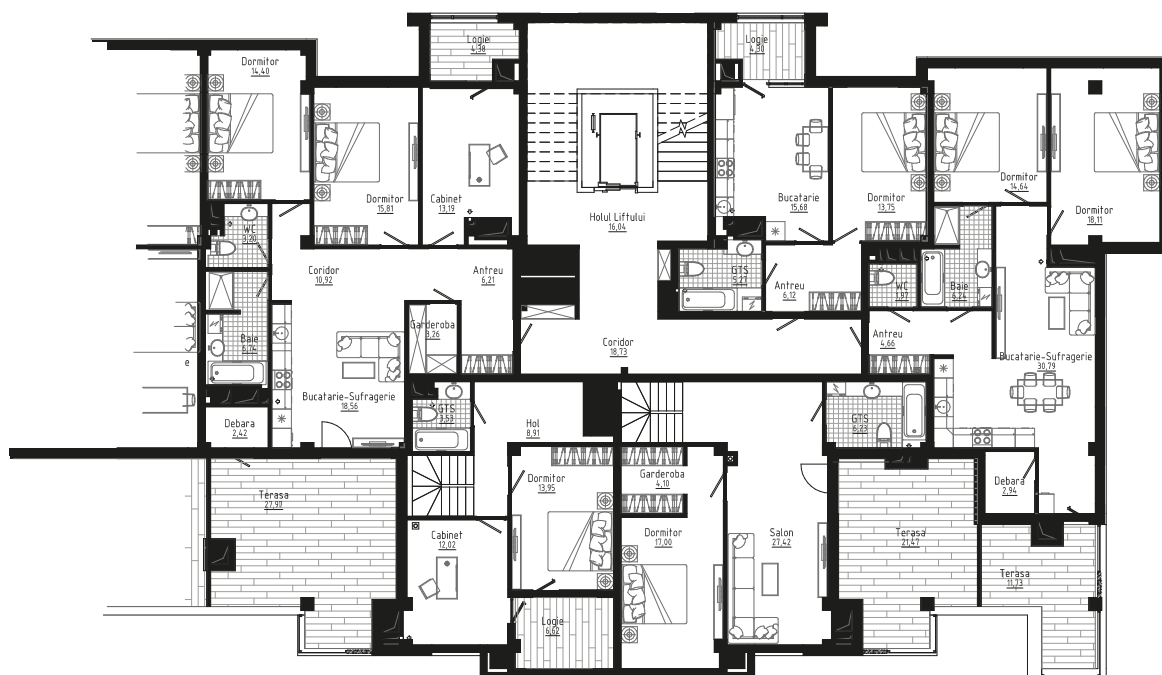 Logie
4,38
Logie
4,30
Dormitor
14,40
Dormitor
15,81
Cabinet
13,19
Holul Liftului
16,04
Bucatarie
15,68
Dormitor
13,75
Dormitor
14,64
Dormitor
18,11
WC
3,20
Coridor
10,92
Antreu
6,21
GTS
5,27
Antreu
6,12
WC
1,97
Baie
6,24
Baie
6,74
Garderoba
3,26
Coridor
18,73
Antreu
4,66
Bucatarie-Sufragerie
30,79
e
Bucatarie-Sufragerie
18,56
Debara
2,42
GTS
3,53
Hol
8,91
GTS
6,23
Terasa
27,90
Dormitor
13,95
Garderoba
4,10
Debara
2,94
Cabinet
12,02
Dormitor
17,00
Salon
27,42
Terasa
21,47
Terasa
11,73
Logie
6,62